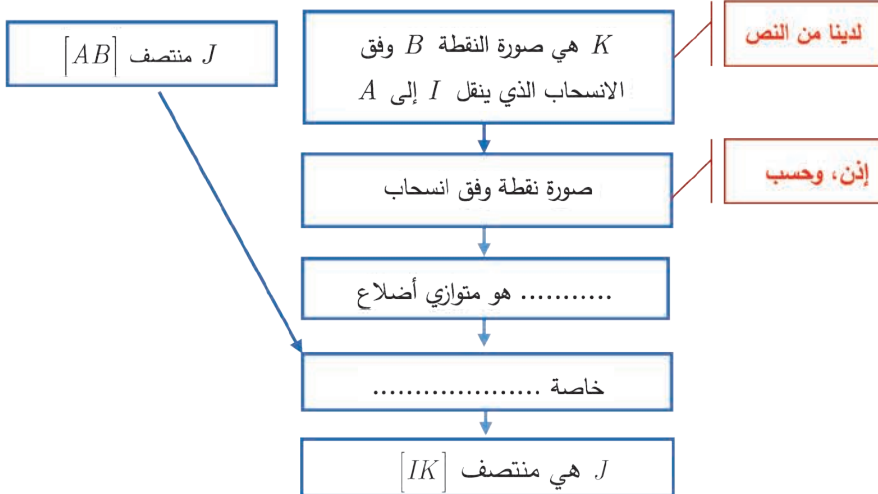 لدينا من النص
K هي صورة النقطة B وفق
الانسحاب الذي ينقل I إلى A
J منتصف [AB]
إذن، وحسب
صورة نقطة وفق انسحاب
........... هو متوازي أضلاع
خاصة ....................
J هي منتصف [IK]